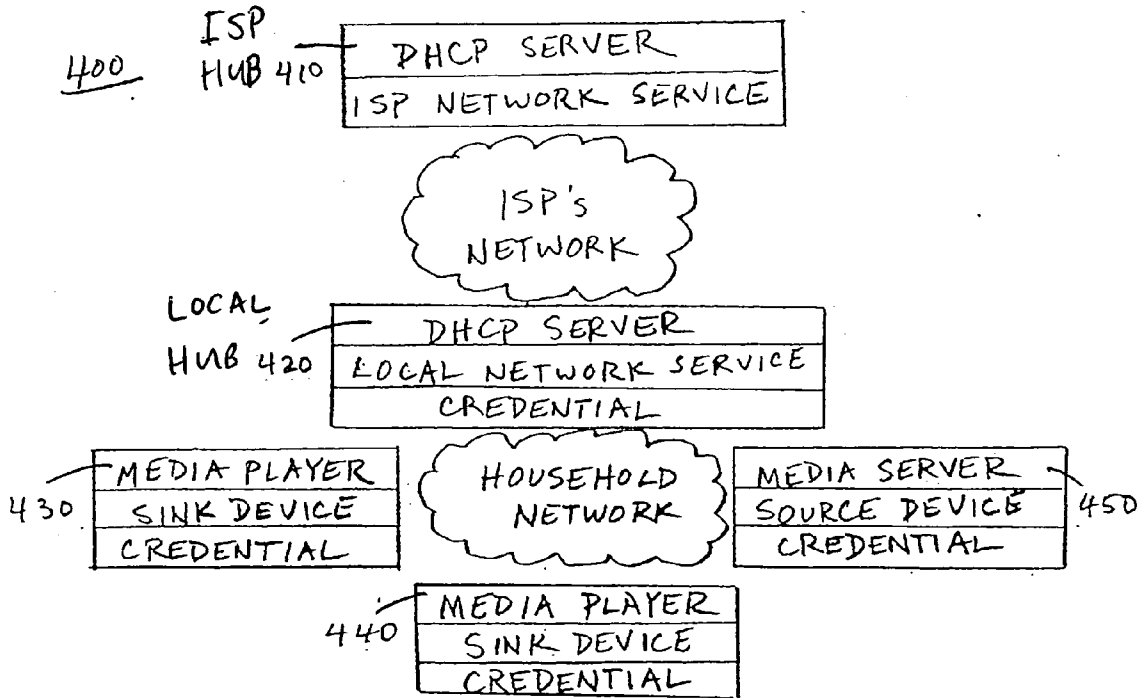 400
ISP
HUB 410
DHCP SERVER
ISP NETWORK SERVICE
ISP's
NETWORK
LOCAL
HUB 420
DHCP SERVER
LOCAL NETWORK SERVICE
CREDENTIAL
430
MEDIA PLAYER
SINK DEVICE
CREDENTIAL
HOUSEHOLD
NETWORK
MEDIA SERVER
SOURCE DEVICE
CREDENTIAL
450
440
MEDIA PLAYER
SINK DEVICE
CREDENTIAL